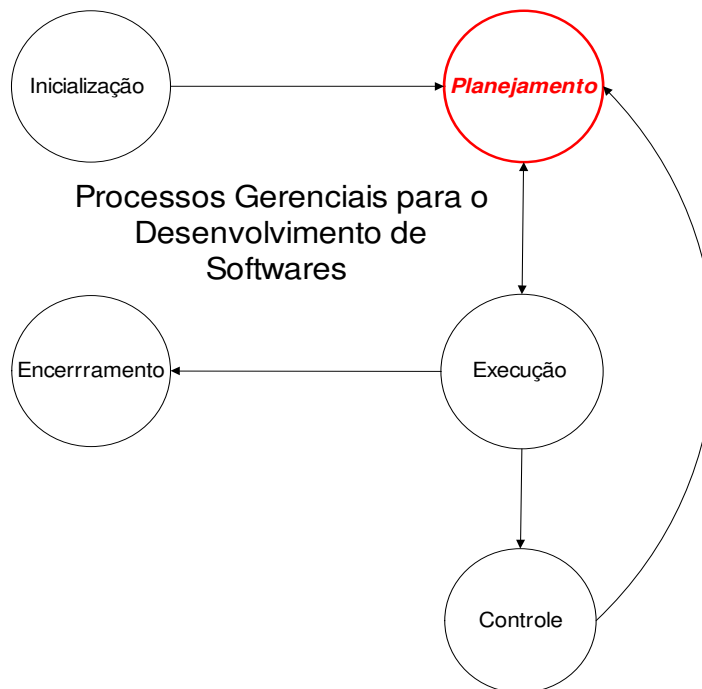 Inicialização
Planejamento
Processos Gerenciais para o
Desenvolvimento de
Softwares
Encerrramento
Execução
Controle